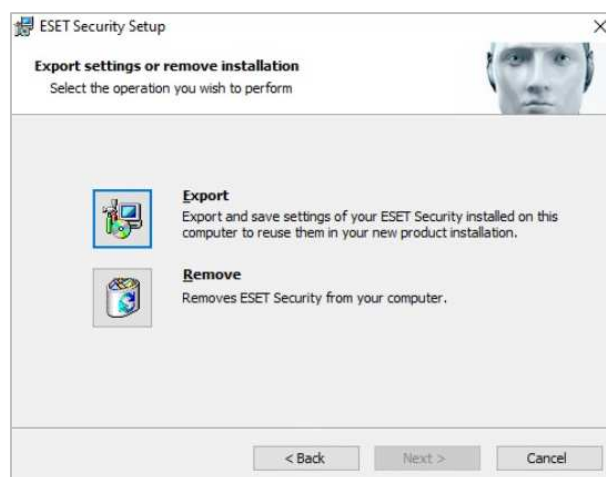 ESET Security Setup
Export settings or remove installation
Select the operation you wish to perform
Export
Export and save settings of your ESET Security installed on this
computer to reuse them in your new product installation.
Remove
Removes ESET Security from your computer.
< Back
Next >
Cancel